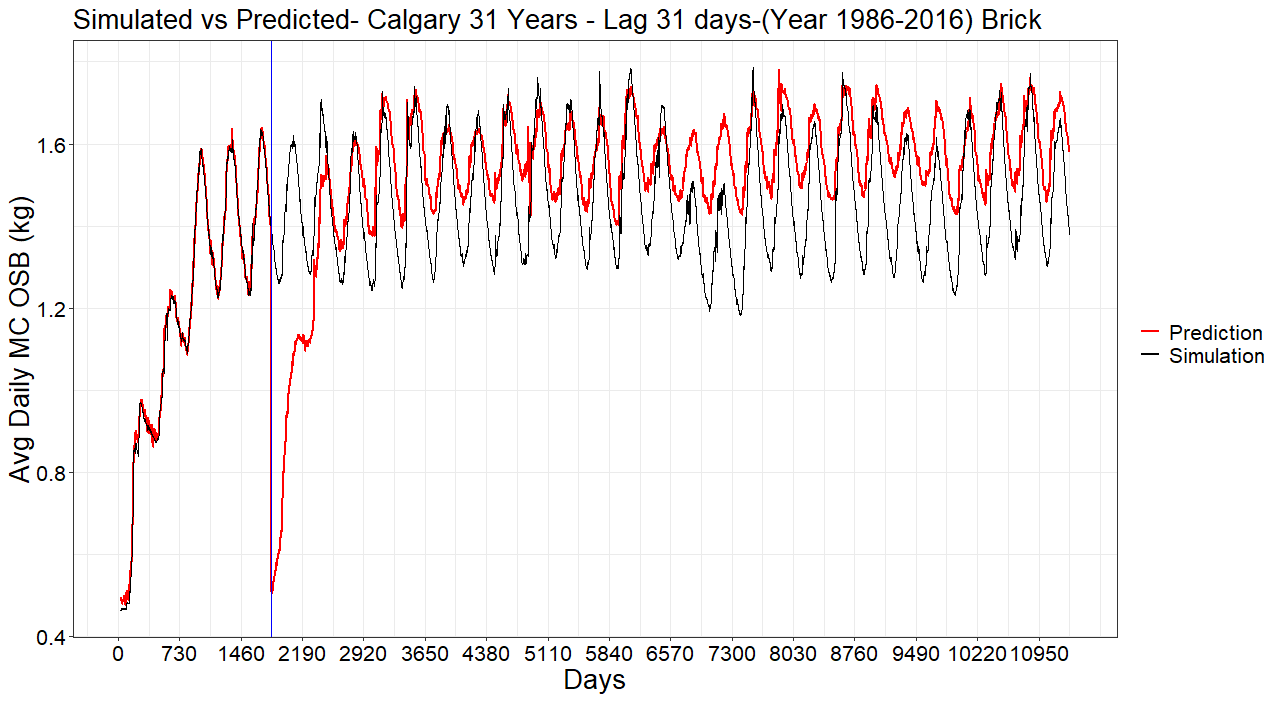 Simulated vs Predicted- Calgary 31 Years - Lag 31 days-(Year 1986-2016) Brick
Avg Daily MC OSB (kg)
1.6
1.2
0.8
0.4
0 730 1460 2190 2920 3650 4380 5110 5840 6570 7300 8030 8760 9490 10220 10950
Days
Prediction
Simulation